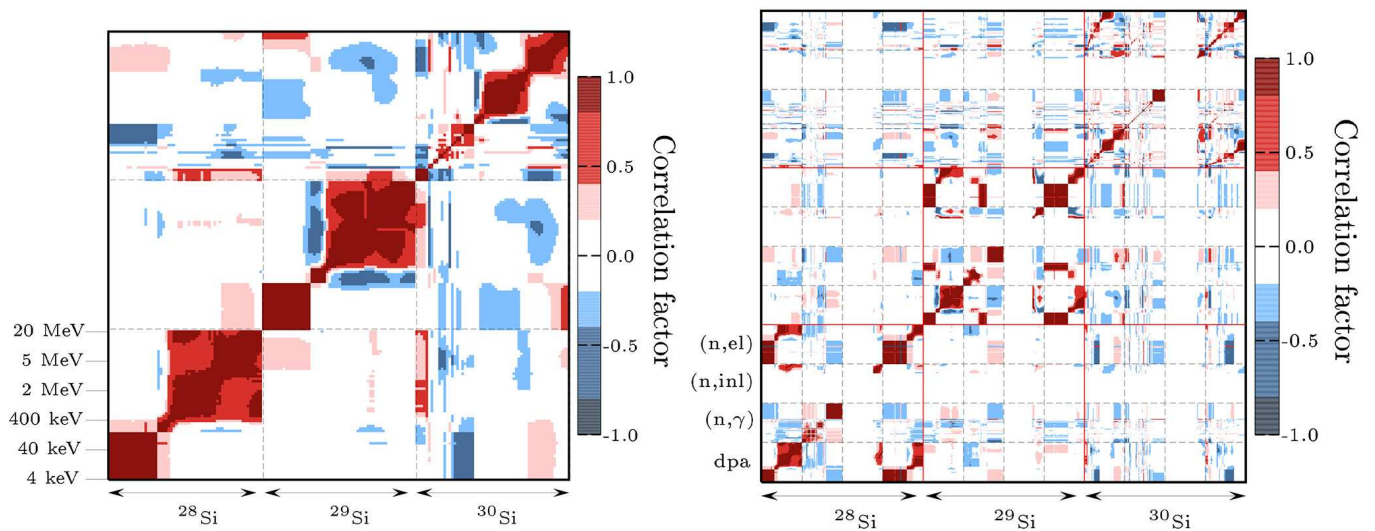 20 MeV
5 MeV
2 MeV
400 keV
40 keV
4 keV
²⁸Si
²⁹Si
³⁰Si
1.0
0.5
0.0
-0.5
-1.0
Correlation factor
(n,el)
(n,inl)
(n,γ)
dpa
²⁸Si
²⁹Si
³⁰Si
1.0
0.5
0.0
-0.5
-1.0
Correlation factor